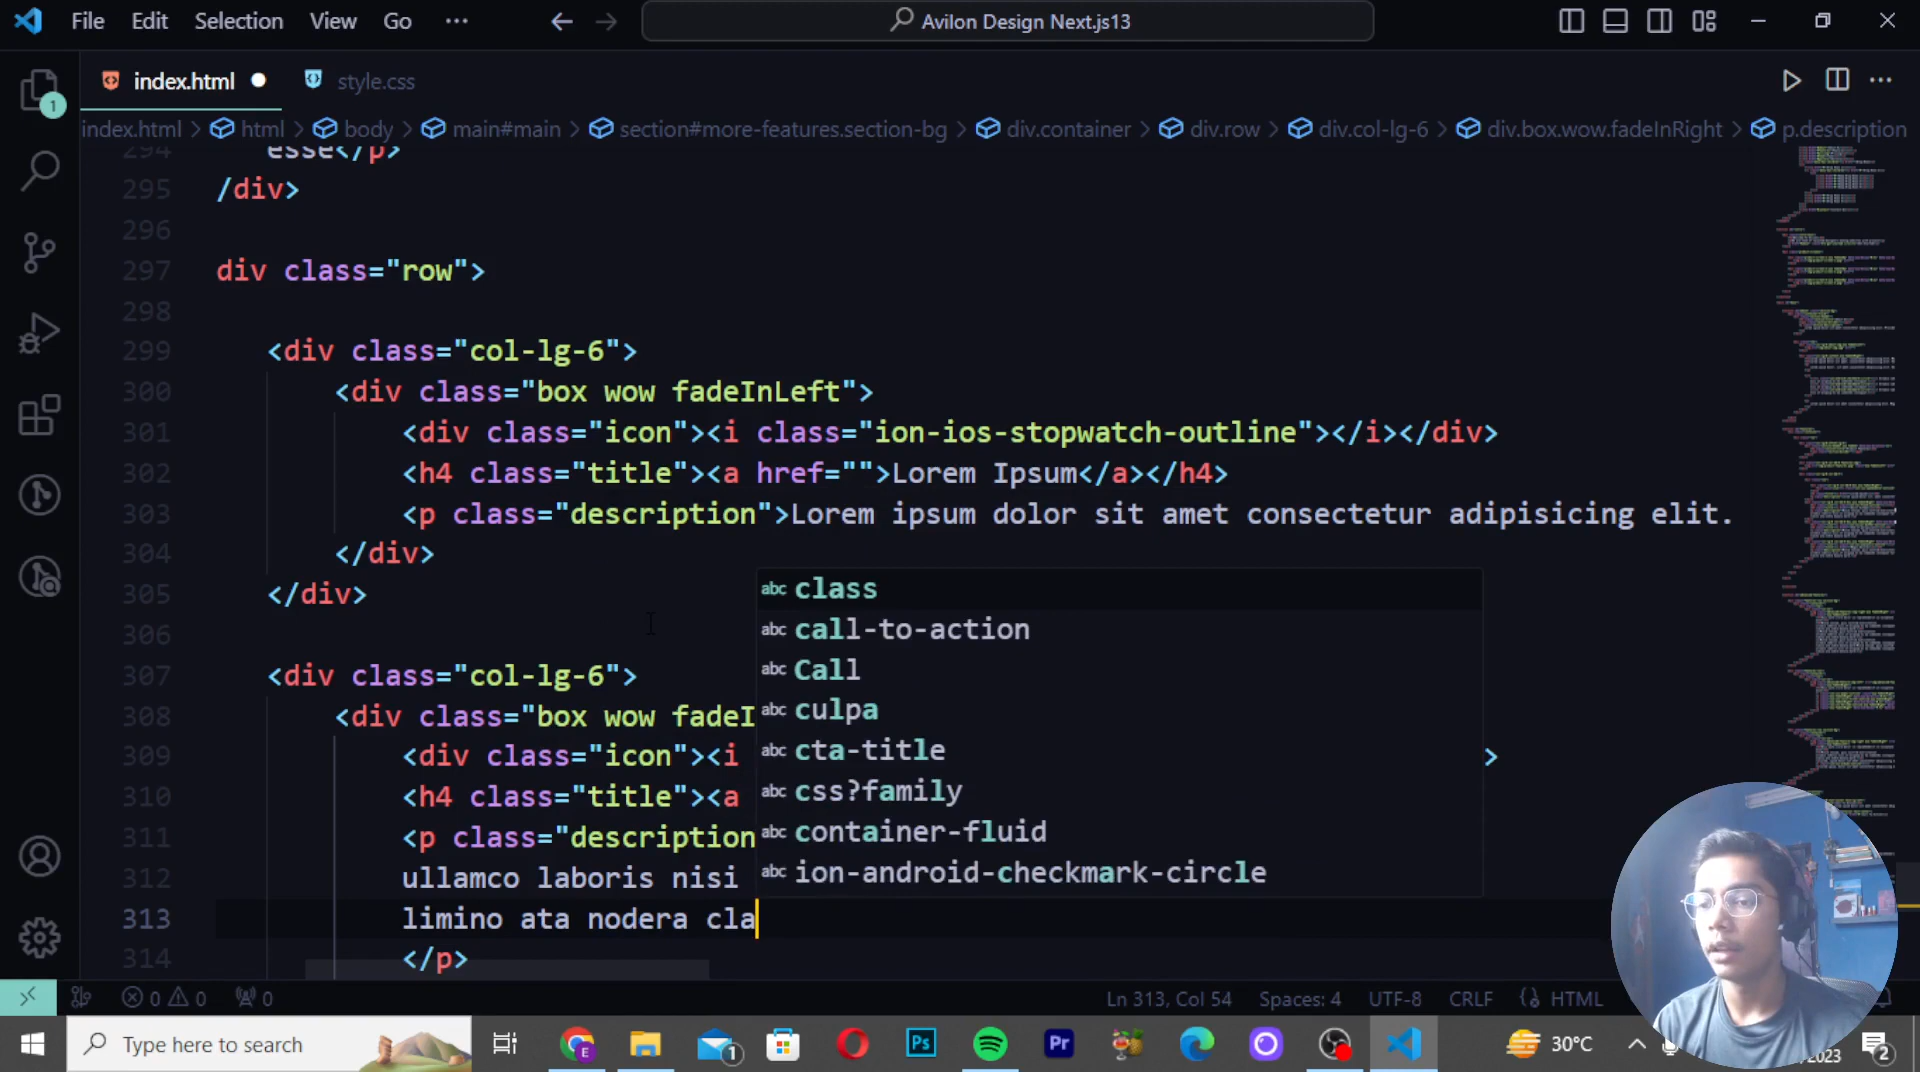 File Edit Selection View Go ···
Avilon Design Next.js13
index.html
style.css
index.html > html > body > main#main > section#more-features.section-bg > div.container > div.row > div.col-lg-6 > div.box.wow.fadeInRight > p.description
294 esse</p>
295 /div>
296
297 div class="row">
298
299 <div class="col-lg-6">
300 <div class="box wow fadeInLeft">
301 <div class="icon"><i class="ion-ios-stopwatch-outline"></i></div>
302 <h4 class="title"><a href="">Lorem Ipsum</a></h4>
303 <p class="description">Lorem ipsum dolor sit amet consectetur adipisicing elit.
304 </div>
305 </div>
306
307 <div class="col-lg-6">
308 <div class="box wow fadeI
309 <div class="icon"><i >
310 <h4 class="title"><a
311 <p class="description
312 ullamco laboris nisi
313 limino ata nodera cla
314 </p>
abc class
abc call-to-action
abc Call
abc culpa
abc cta-title
abc css?family
abc container-fluid
abc ion-android-checkmark-circle
1
0 0 0 Ln 313, Col 54 Spaces: 4 UTF-8 CRLF {} HTML
Type here to search
E
1
Ps
Pr
30°C
2023
2